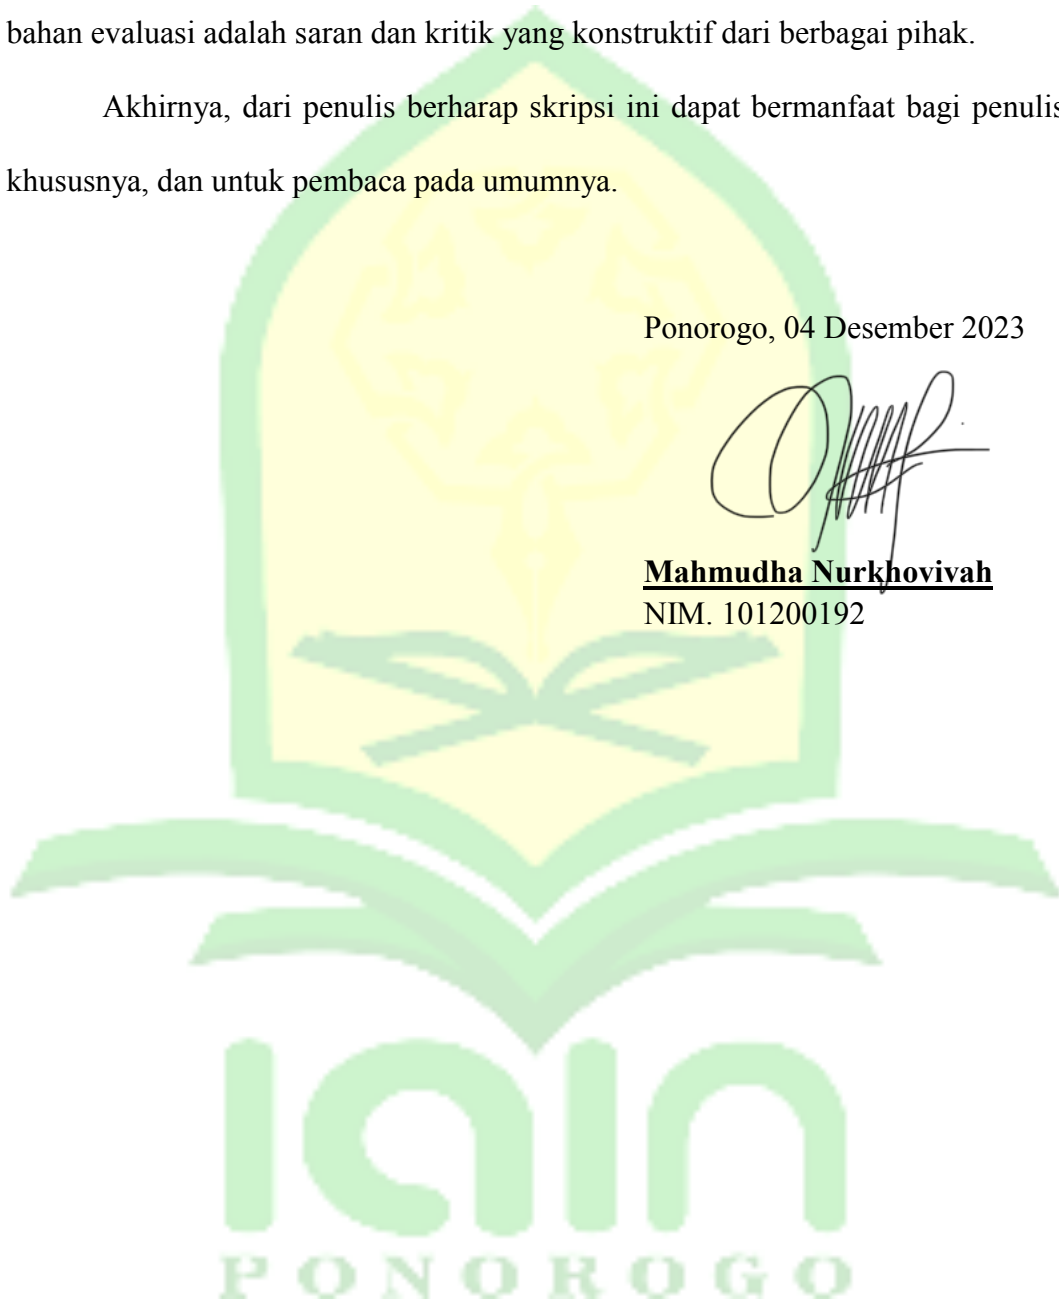 bahan evaluasi adalah saran dan kritik yang konstruktif dari berbagai pihak.
Akhirnya, dari penulis berharap skripsi ini dapat bermanfaat bagi penulis
khususnya, dan untuk pembaca pada umumnya.
Ponorogo, 04 Desember 2023
Mahmudha Nurkhovivah
NIM. 101200192
iain
PONOROGO